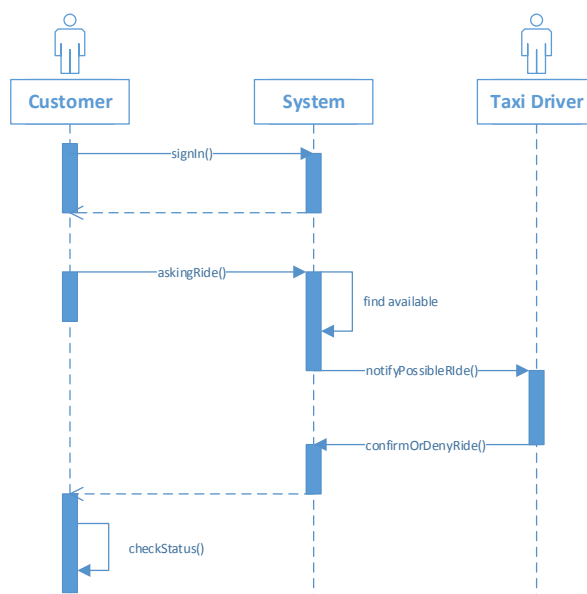 Customer
System
Taxi Driver
signIn()
askingRide()
find available
notifyPossibleRIde()
confirmOrDenyRide()
checkStatus()